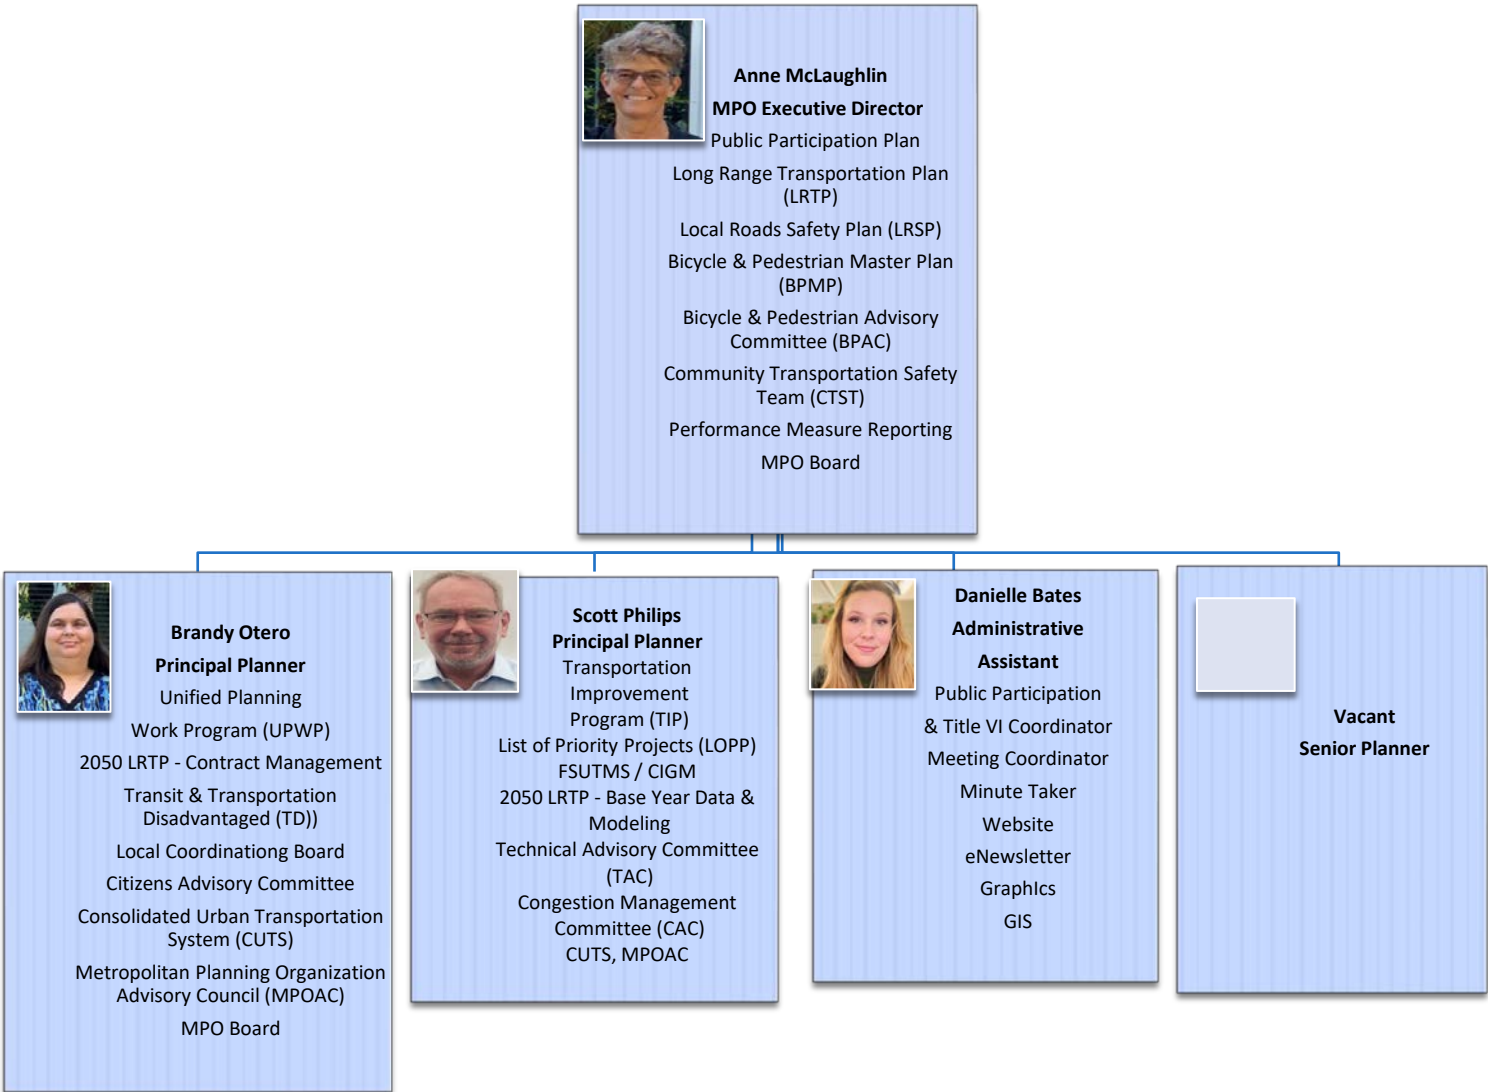 Anne McLaughlin
MPO Executive Director
Public Participation Plan
Long Range Transportation Plan
(LRTP)
Local Roads Safety Plan (LRSP)
Bicycle & Pedestrian Master Plan
(BPMP)
Bicycle & Pedestrian Advisory
Committee (BPAC)
Community Transportation Safety
Team (CTST)
Performance Measure Reporting
MPO Board
Brandy Otero
Principal Planner
Unified Planning
Work Program (UPWP)
2050 LRTP - Contract Management
Transit & Transportation
Disadvantaged (TD))
Local Coordinationg Board
Citizens Advisory Committee
Consolidated Urban Transportation
System (CUTS)
Metropolitan Planning Organization
Advisory Council (MPOAC)
MPO Board
Scott Philips
Principal Planner
Transportation
Improvement
Program (TIP)
List of Priority Projects (LOPP)
FSUTMS / CIGM
2050 LRTP - Base Year Data &
Modeling
Technical Advisory Committee
(TAC)
Congestion Management
Committee (CAC)
CUTS, MPOAC
Danielle Bates
Administrative
Assistant
Public Participation
& Title VI Coordinator
Meeting Coordinator
Minute Taker
Website
eNewsletter
GraphIcs
GIS
Vacant
Senior Planner